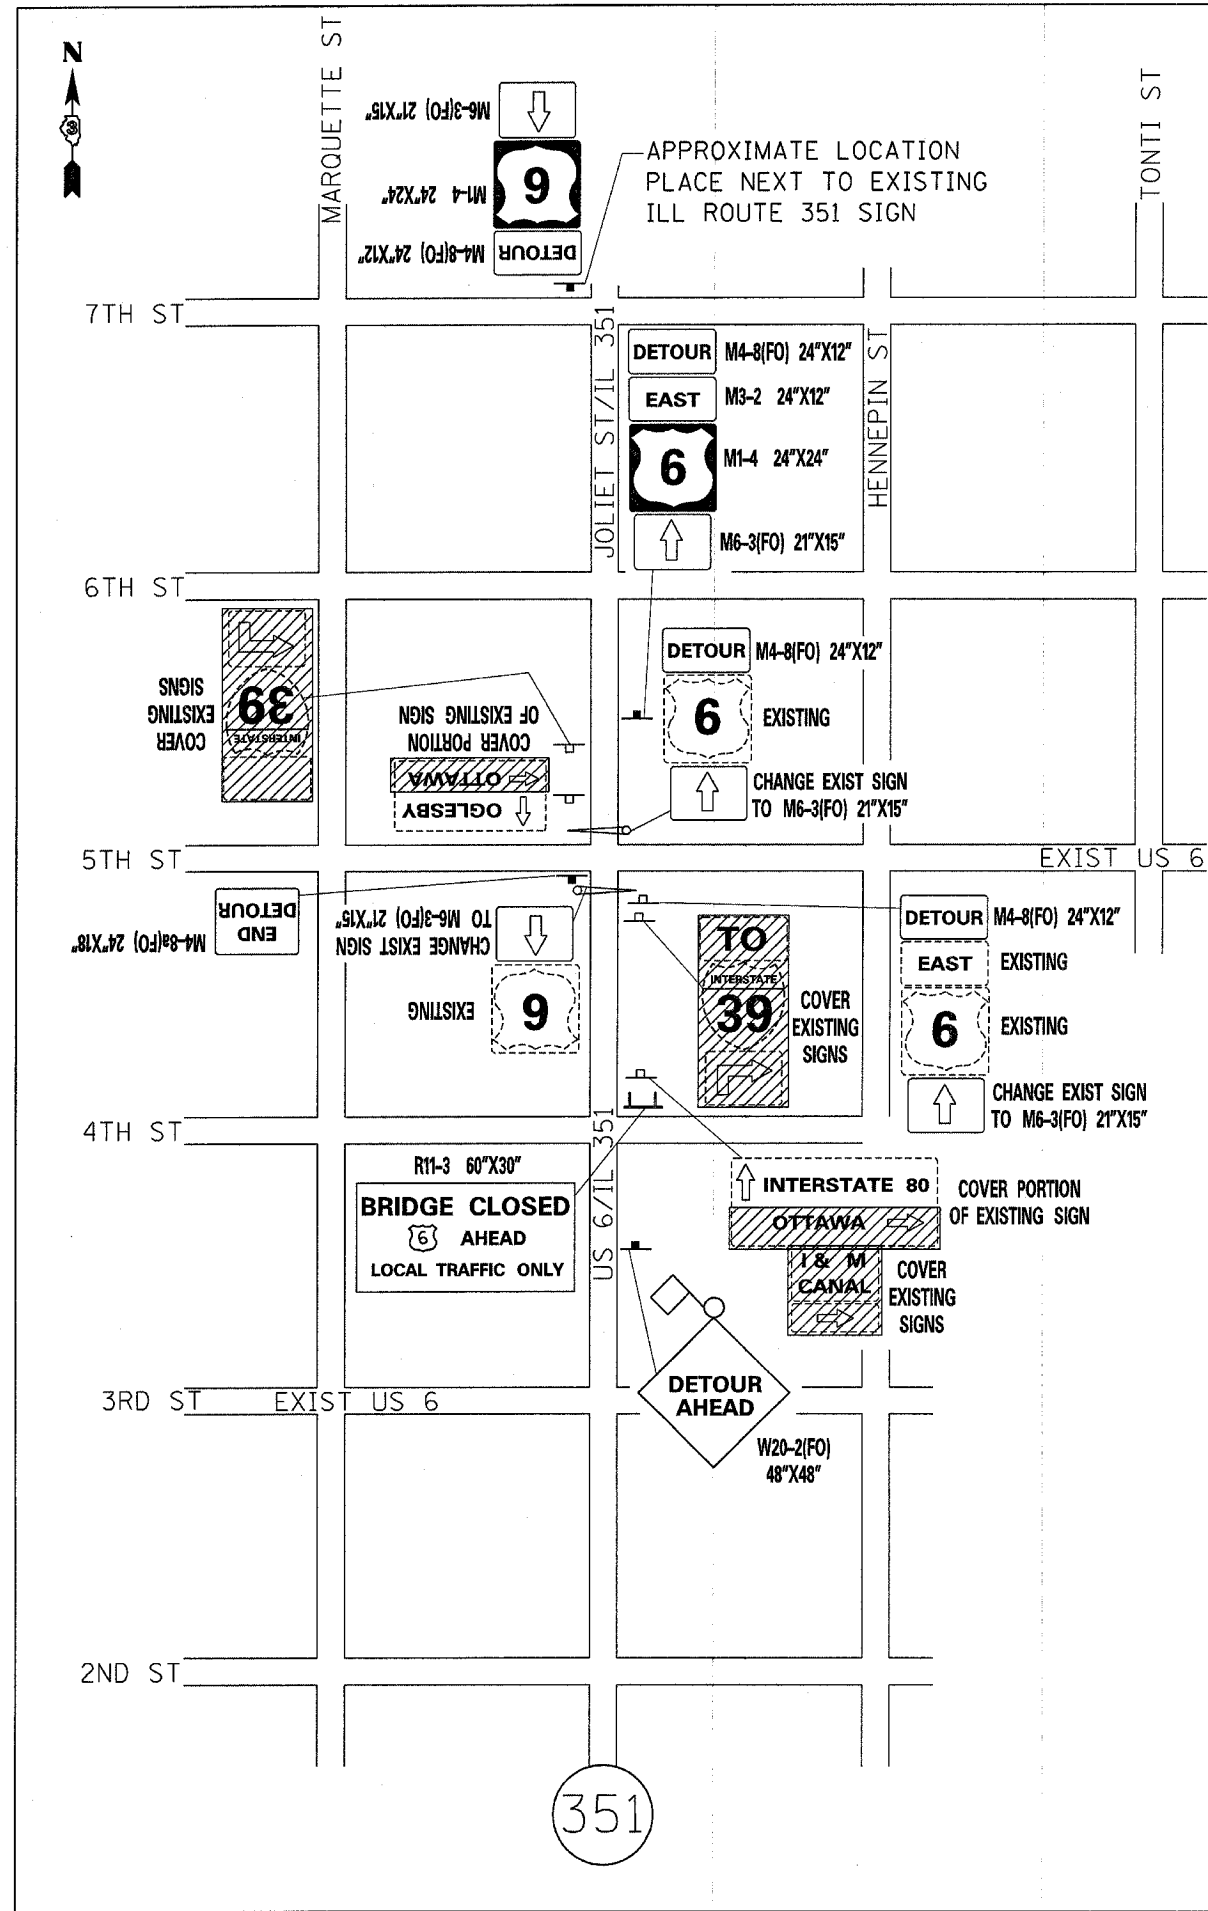 N
MARQUETTE ST
TONTI ST
M6-3(FO) 21"X15"
6
M1-4 24"X24"
DETOUR
M4-8(FO) 24"X12"
APPROXIMATE LOCATION
PLACE NEXT TO EXISTING
ILL ROUTE 351 SIGN
7TH ST
JOLIET ST/IL 351
HENNEPIN ST
DETOUR M4-8(FO) 24"X12"
EAST M3-2 24"X12"
6 M1-4 24"X24"
M6-3(FO) 21"X15"
6TH ST
INTERSTATE
39
COVER
EXISTING
SIGNS
COVER PORTION
OF EXISTING SIGN
OTTAWA
OGLESBY
DETOUR M4-8(FO) 24"X12"
6 EXISTING
CHANGE EXIST SIGN
TO M6-3(FO) 21"X15"
5TH ST
EXIST US 6
END
DETOUR
M4-8a(FO) 24"X18"
CHANGE EXIST SIGN
TO M6-3(FO) 21"X15"
6
EXISTING
TO
INTERSTATE
39
COVER
EXISTING
SIGNS
DETOUR M4-8(FO) 24"X12"
EAST EXISTING
6 EXISTING
CHANGE EXIST SIGN
TO M6-3(FO) 21"X15"
4TH ST
US 6/IL 351
R11-3 60"X30"
BRIDGE CLOSED
6 AHEAD
LOCAL TRAFFIC ONLY
INTERSTATE 80
OTTAWA
COVER PORTION
OF EXISTING SIGN
I & M
CANAL
COVER
EXISTING
SIGNS
DETOUR
AHEAD
W20-2(FO)
48"X48"
3RD ST EXIST US 6
2ND ST
351